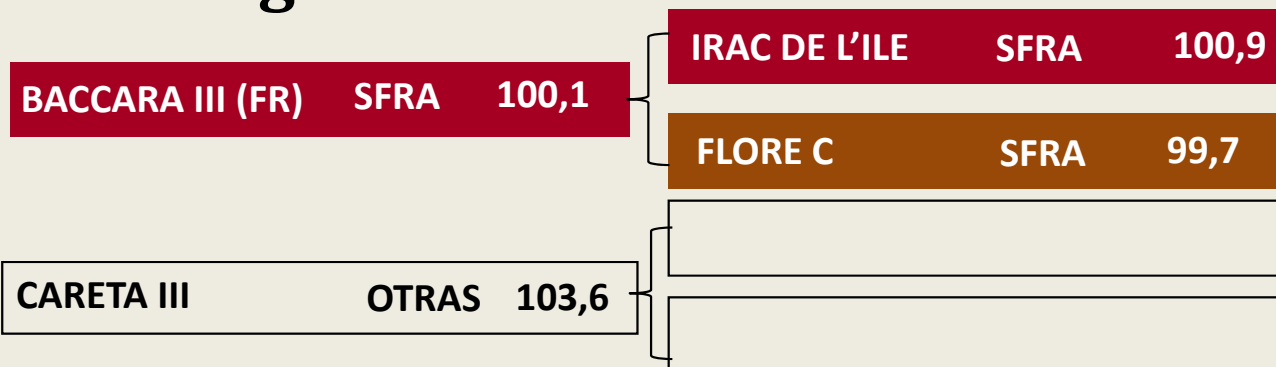 g
BACCARA III (FR) SFRA 100,1
IRAC DE L’ILE SFRA 100,9
FLORE C SFRA 99,7
CARETA III OTRAS 103,6